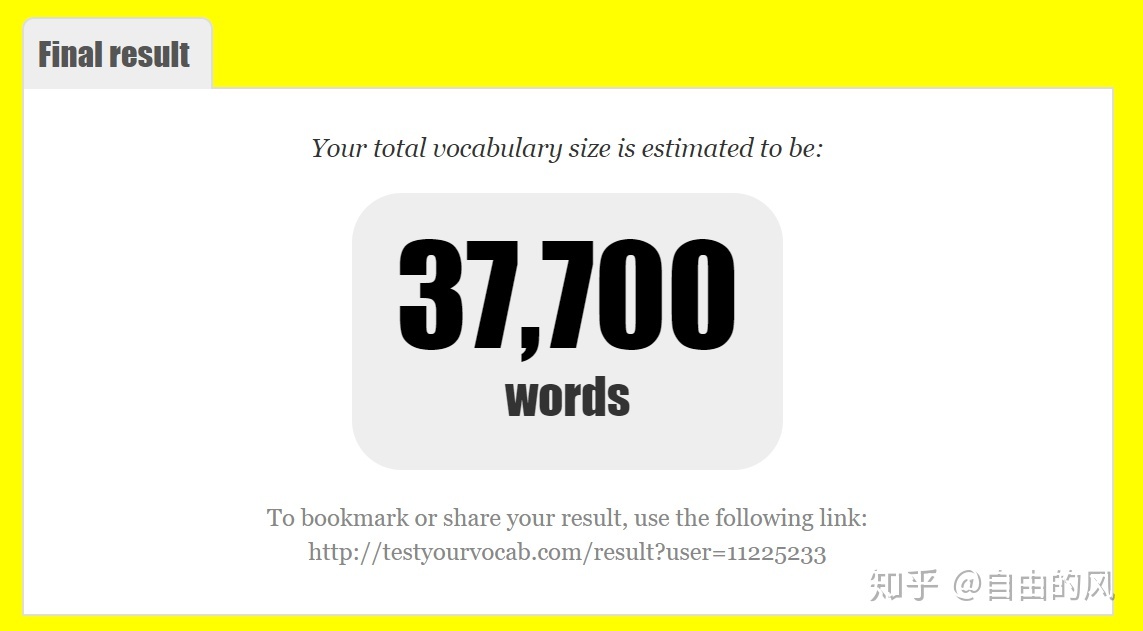 Final result
Your total vocabulary size is estimated to be:
37,700
words
To bookmark or share your result, use the following link:
http://testyourvocab.com/result?user=11225233
知乎 @自由的风